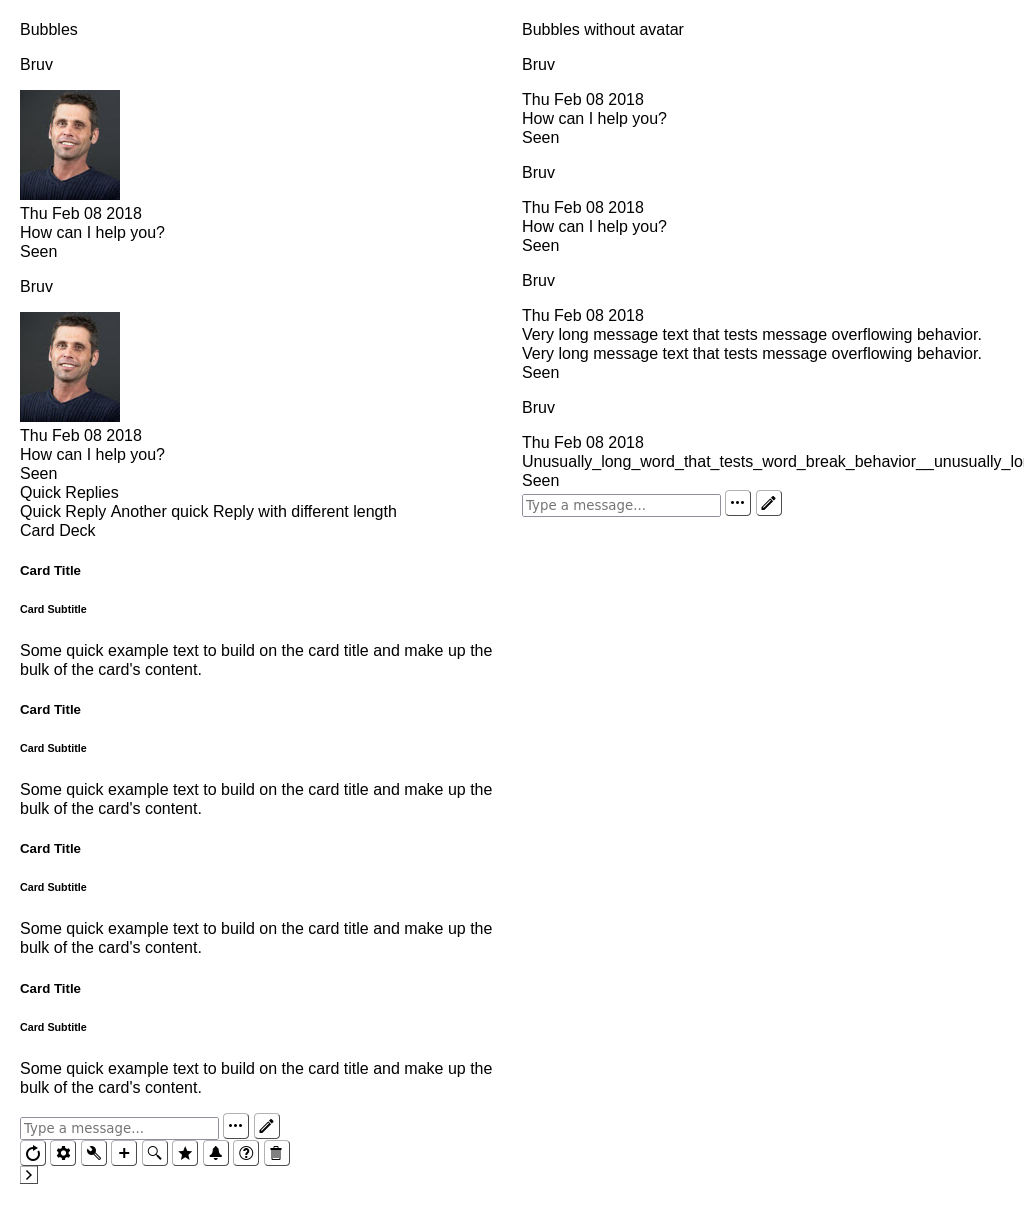 Bubbles
Bruv
Thu Feb 08 2018
How can I help you?
Seen
Bruv
Thu Feb 08 2018
How can I help you?
Seen
Quick Replies
Quick Reply Another quick Reply with different length
Card Deck
Card Title
Card Subtitle
Some quick example text to build on the card title and make up the
bulk of the card's content.
Card Title
Card Subtitle
Some quick example text to build on the card title and make up the
bulk of the card's content.
Card Title
Card Subtitle
Some quick example text to build on the card title and make up the
bulk of the card's content.
Card Title
Card Subtitle
Some quick example text to build on the card title and make up the
bulk of the card's content.
Type a message...
Bubbles without avatar
Bruv
Thu Feb 08 2018
How can I help you?
Seen
Bruv
Thu Feb 08 2018
How can I help you?
Seen
Bruv
Thu Feb 08 2018
Very long message text that tests message overflowing behavior.
Very long message text that tests message overflowing behavior.
Seen
Bruv
Thu Feb 08 2018
Unusually_long_word_that_tests_word_break_behavior__unusually_lo
Seen
Type a message...